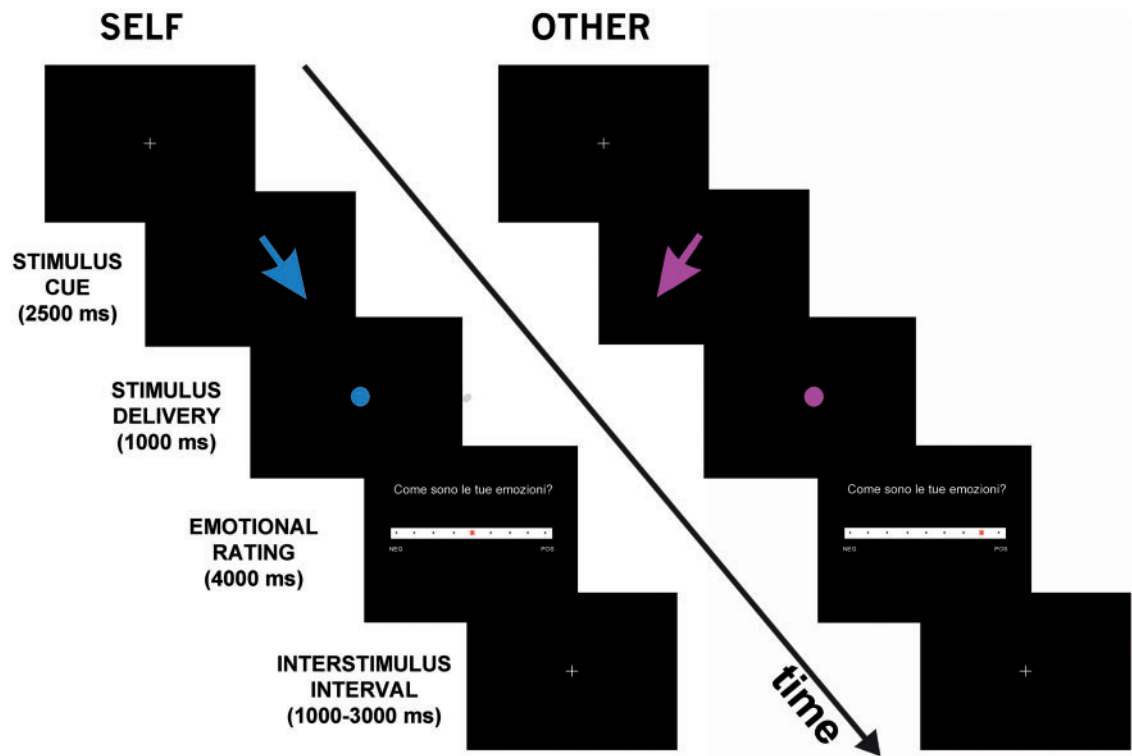 SELF
OTHER
STIMULUS
CUE
(2500 ms)
STIMULUS
DELIVERY
(1000 ms)
EMOTIONAL
RATING
(4000 ms)
Come sono le tue emozioni?
NEG POS
Come sono le tue emozioni?
NEG POS
INTERSTIMULUS
INTERVAL
(1000-3000 ms)
time